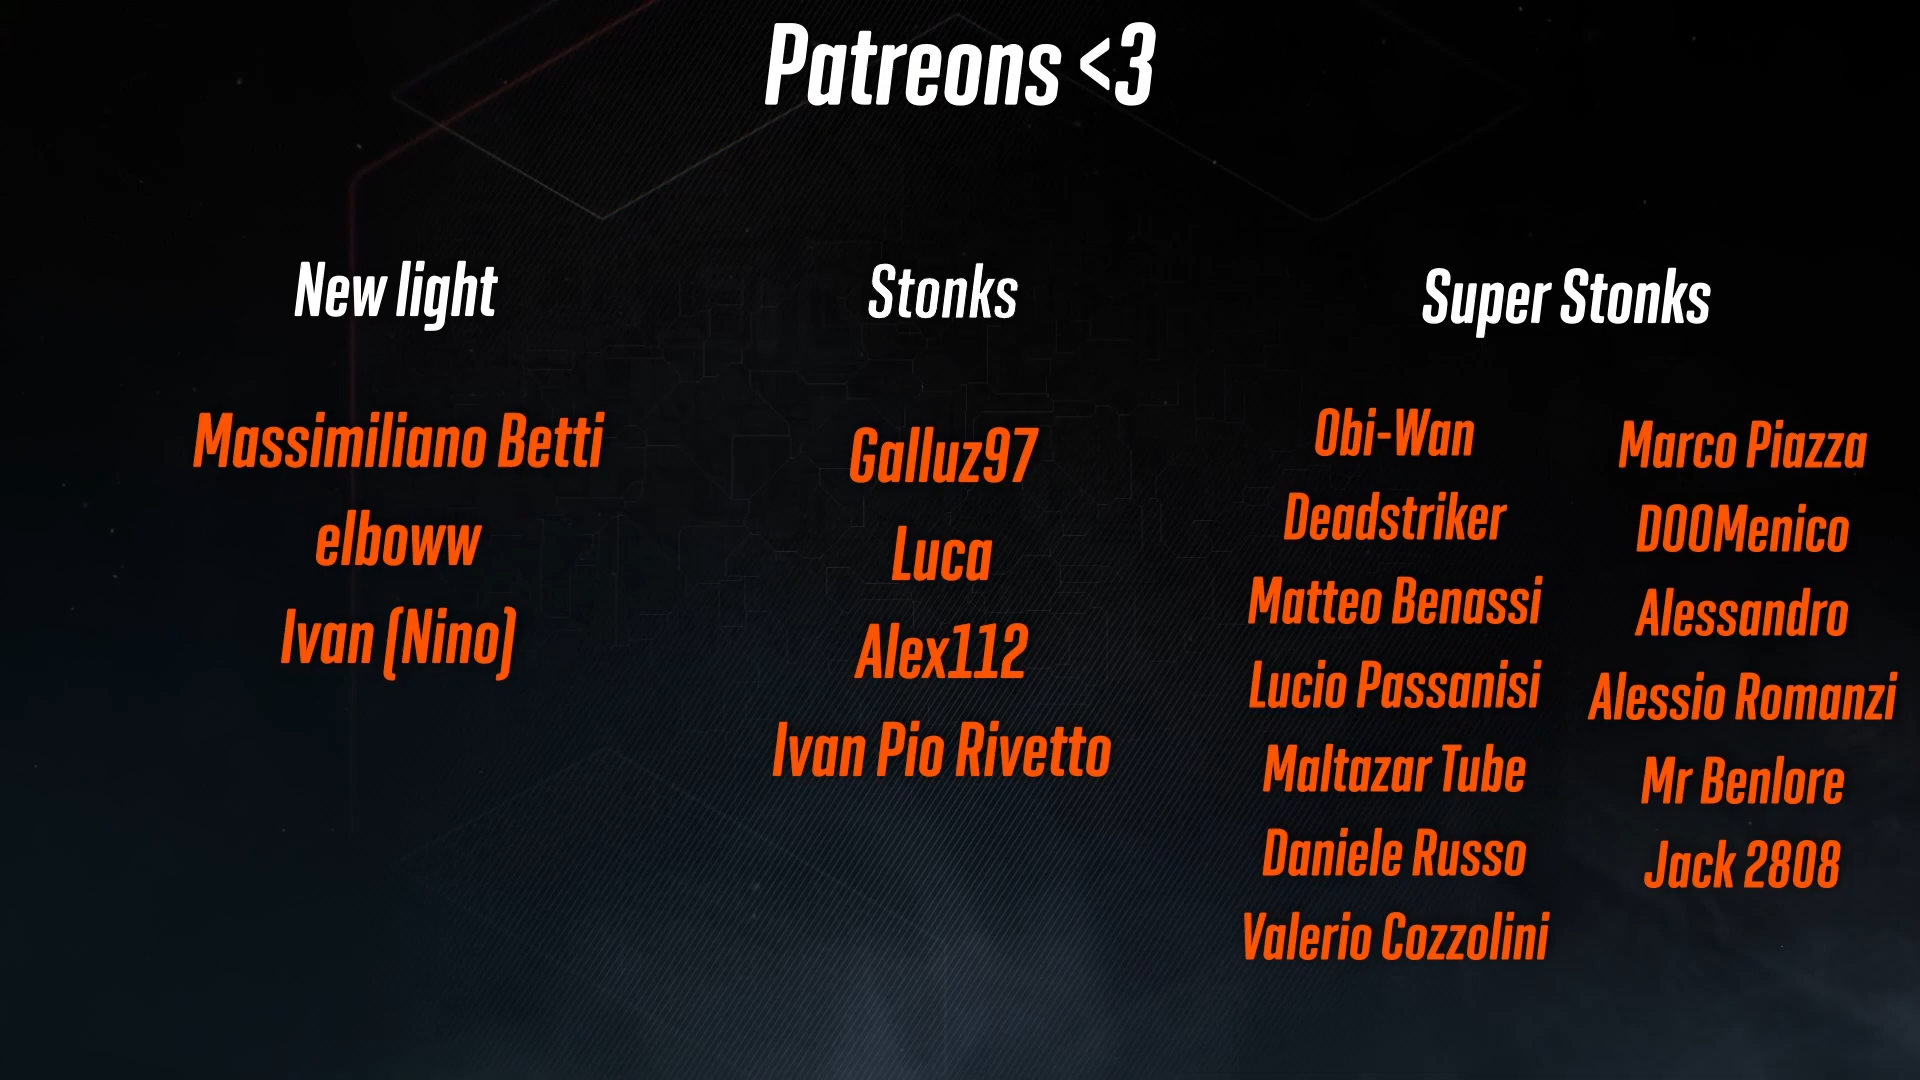 Patreons <3
New light
Massimiliano Betti
elboww
Ivan (Nino)
Stonks
Galluz97
Luca
Alex112
Ivan Pio Rivetto
Super Stonks
Obi-Wan
Deadstriker
Matteo Benassi
Lucio Passanisi
Maltazar Tube
Daniele Russo
Valerio Cozzolini
Marco Piazza
DOOMenico
Alessandro
Alessio Romanzi
Mr Benlore
Jack 2808